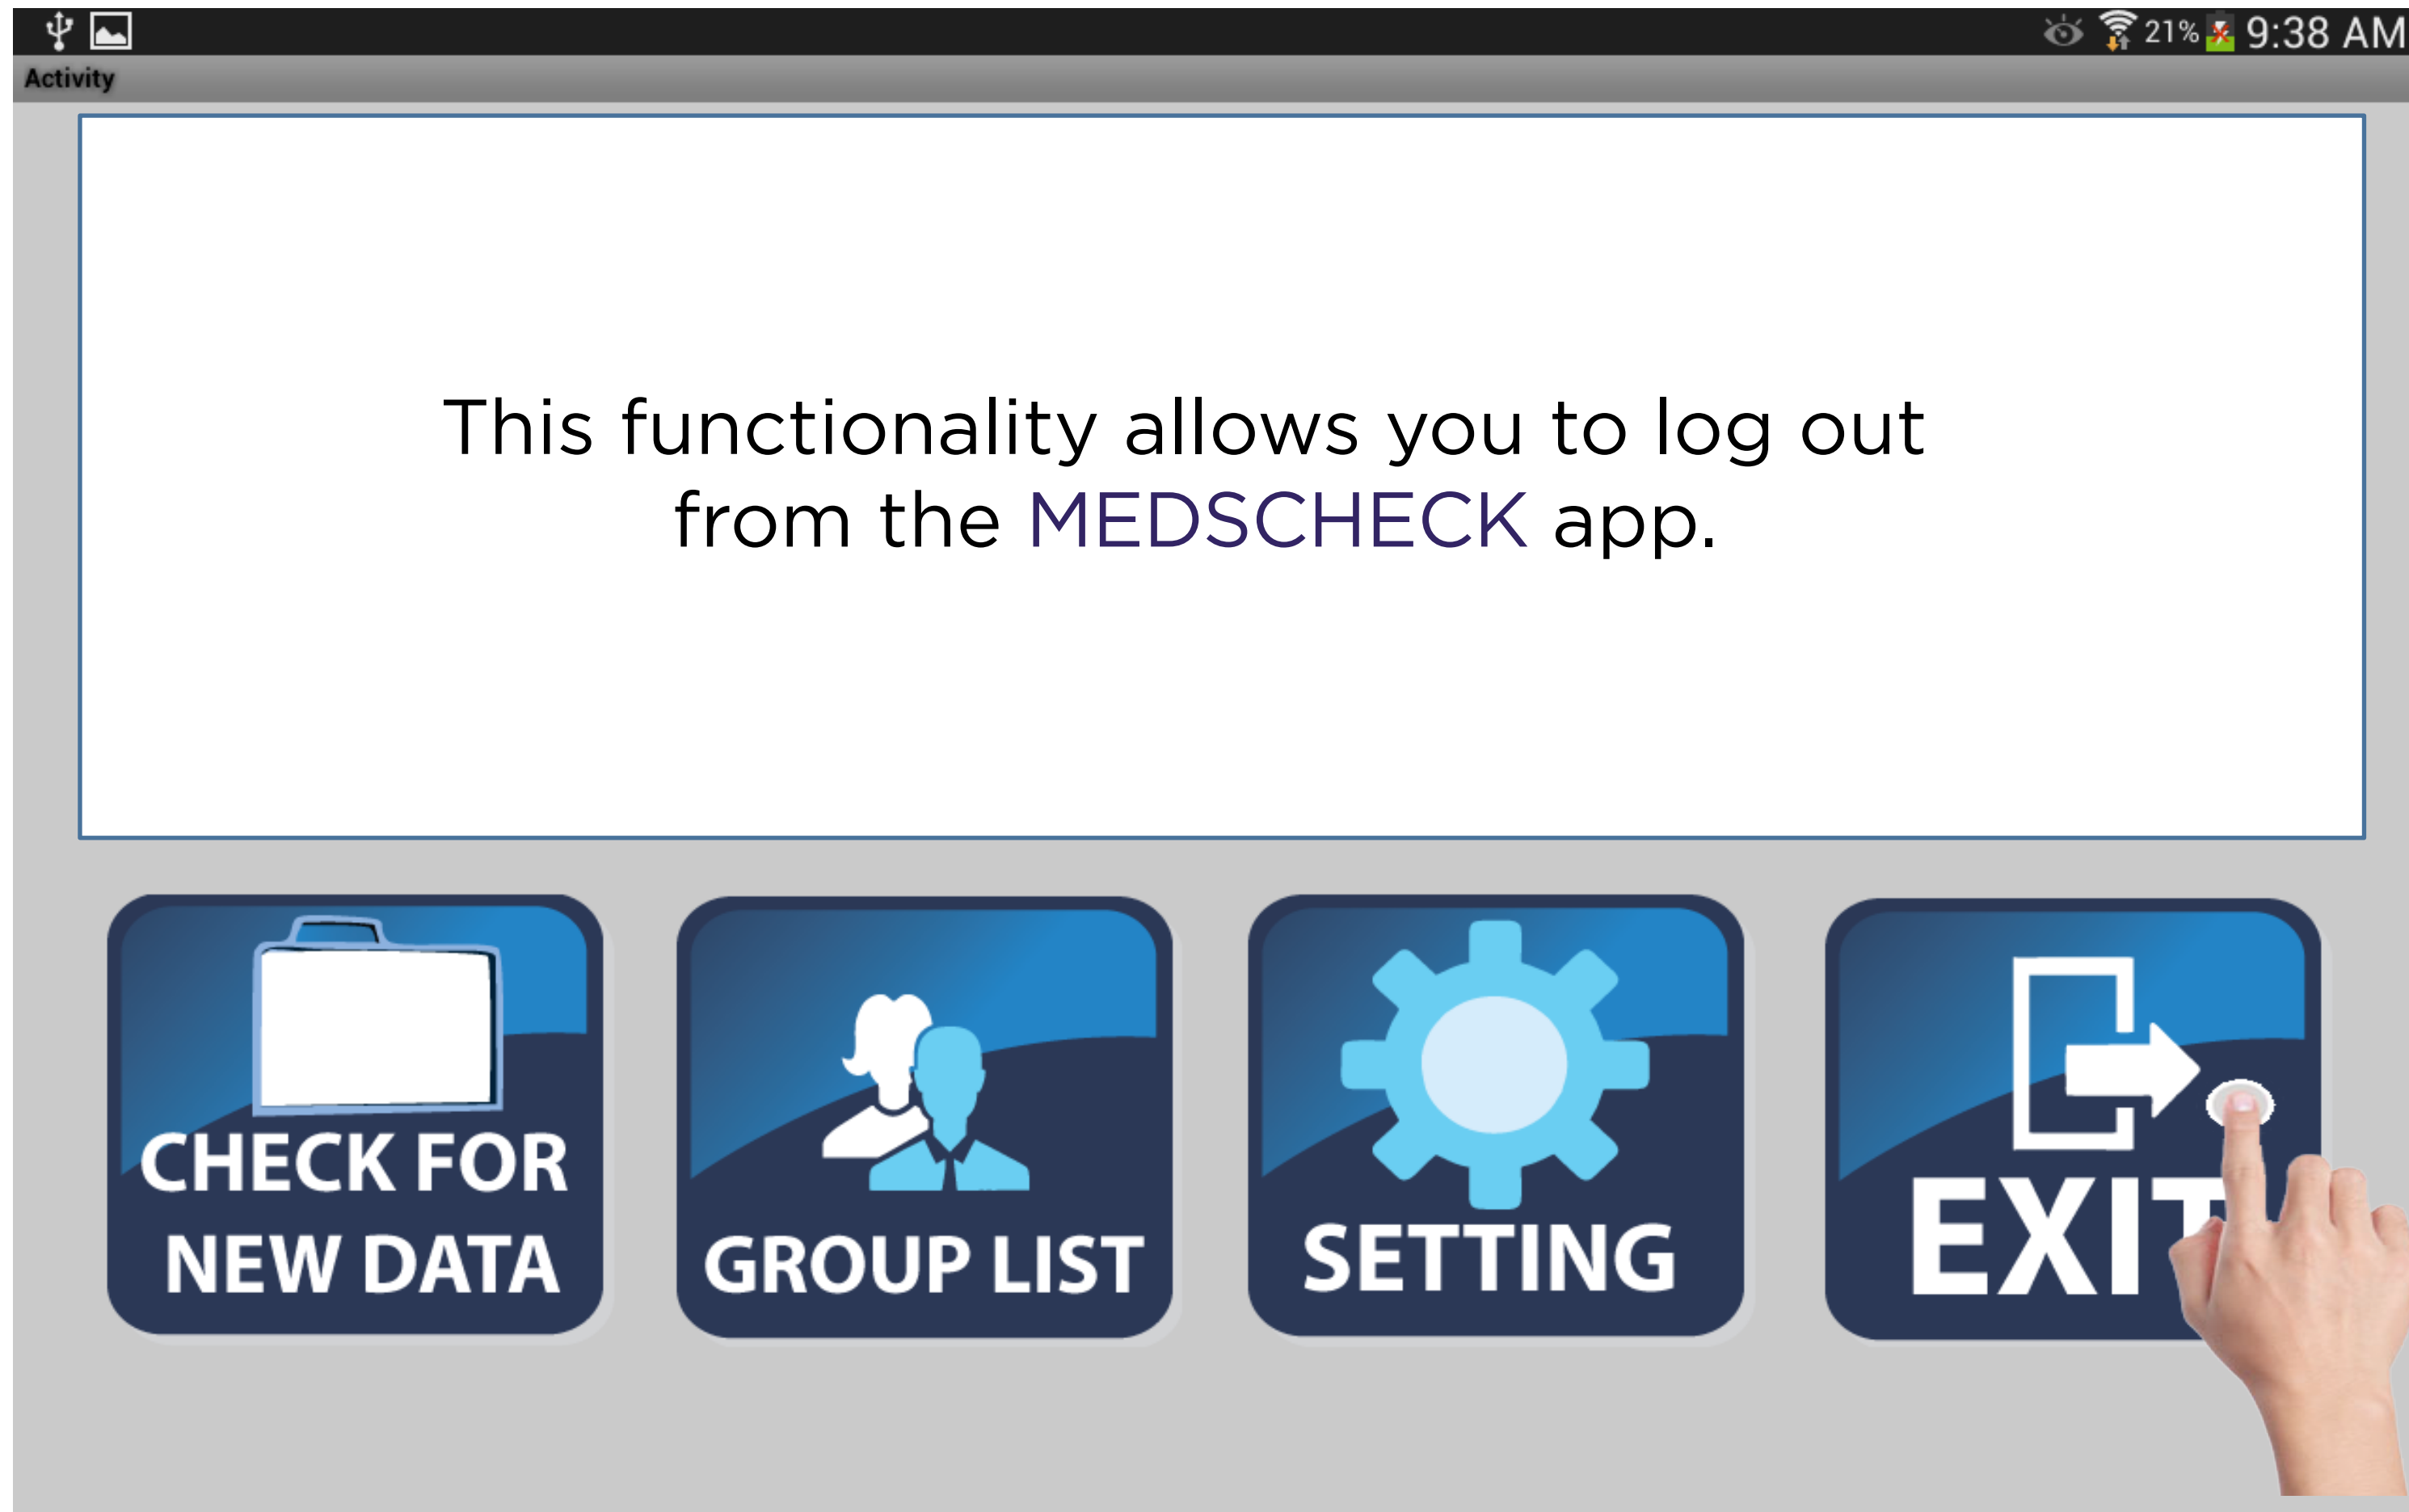 21% 9:38 AM
Activity
This functionality allows you to log out
from the MEDSCHECK app.
CHECK FOR
NEW DATA
GROUP LIST
SETTING
EXIT